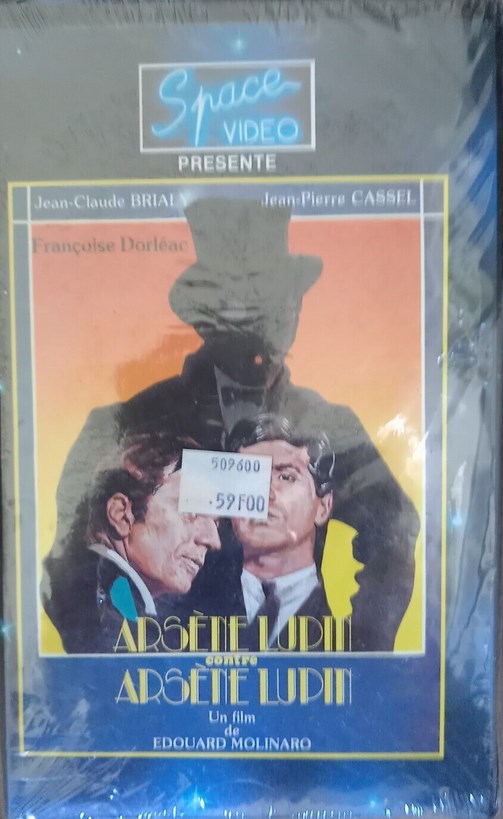 Space
VIDEO
PRESENTE
Jean-Claude BRIALY Jean-Pierre CASSEL
Françoise Dorléac
509600
59F00
ARSÈNE LUPIN
contre
ARSÈNE LUPIN
Un film
de
EDOUARD MOLINARO